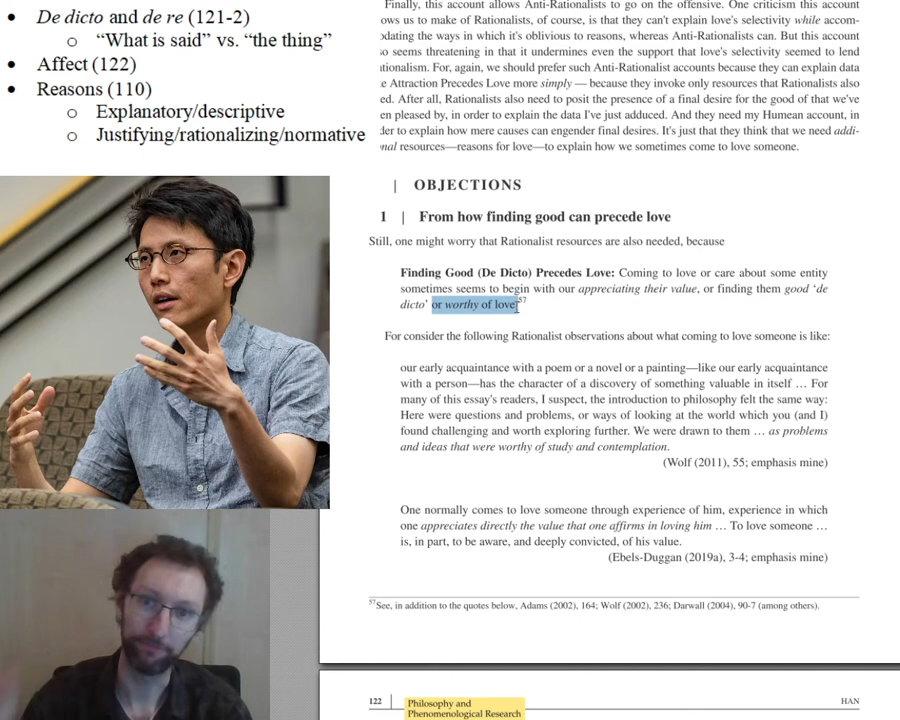 • De dicto and de re (121-2)
o “What is said” vs. “the thing”
• Affect (122)
• Reasons (110)
o Explanatory/descriptive
o Justifying/rationalizing/normative
Finally, this account allows Anti-Rationalists to go on the offensive. One criticism this account
ows us to make of Rationalists, of course, is that they can't explain love's selectivity while accom-
odating the ways in which it's oblivious to reasons, whereas Anti-Rationalists can. But this account
so seems threatening in that it undermines even the support that love's selectivity seemed to lend
ationalism. For, again, we should prefer such Anti-Rationalist accounts because they can explain data
e Attraction Precedes Love more simply — because they invoke only resources that Rationalists also
ed. After all, Rationalists also need to posit the presence of a final desire for the good of that we've
en pleased by, in order to explain the data I've just adduced. And they need my Humean account, in
der to explain how mere causes can engender final desires. It's just that they think that we need addi-
nal resources—reasons for love—to explain how we sometimes come to love someone.
| OBJECTIONS
1 | From how finding good can precede love
Still, one might worry that Rationalist resources are also needed, because
Finding Good (De Dicto) Precedes Love: Coming to love or care about some entity
sometimes seems to begin with our appreciating their value, or finding them good ‘de
dicto’ or worthy of love.57
For consider the following Rationalist observations about what coming to love someone is like:
our early acquaintance with a poem or a novel or a painting—like our early acquaintance
with a person—has the character of a discovery of something valuable in itself … For
many of this essay's readers, I suspect, the introduction to philosophy felt the same way:
Here were questions and problems, or ways of looking at the world which you (and I)
found challenging and worth exploring further. We were drawn to them … as problems
and ideas that were worthy of study and contemplation.
(Wolf (2011), 55; emphasis mine)
One normally comes to love someone through experience of him, experience in which
one appreciates directly the value that one affirms in loving him … To love someone …
is, in part, to be aware, and deeply convicted, of his value.
(Ebels-Duggan (2019a), 3-4; emphasis mine)
57See, in addition to the quotes below, Adams (2002), 164; Wolf (2002), 236; Darwall (2004), 90-7 (among others).
122 | Philosophy and
Phenomenological Research
HAN